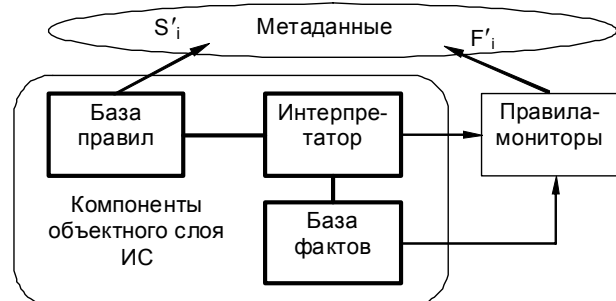 S′i
Метаданные
F′i
База
правил
Интерпре-
татор
Правила-
мониторы
Компоненты
объектного слоя
ИС
База
фактов